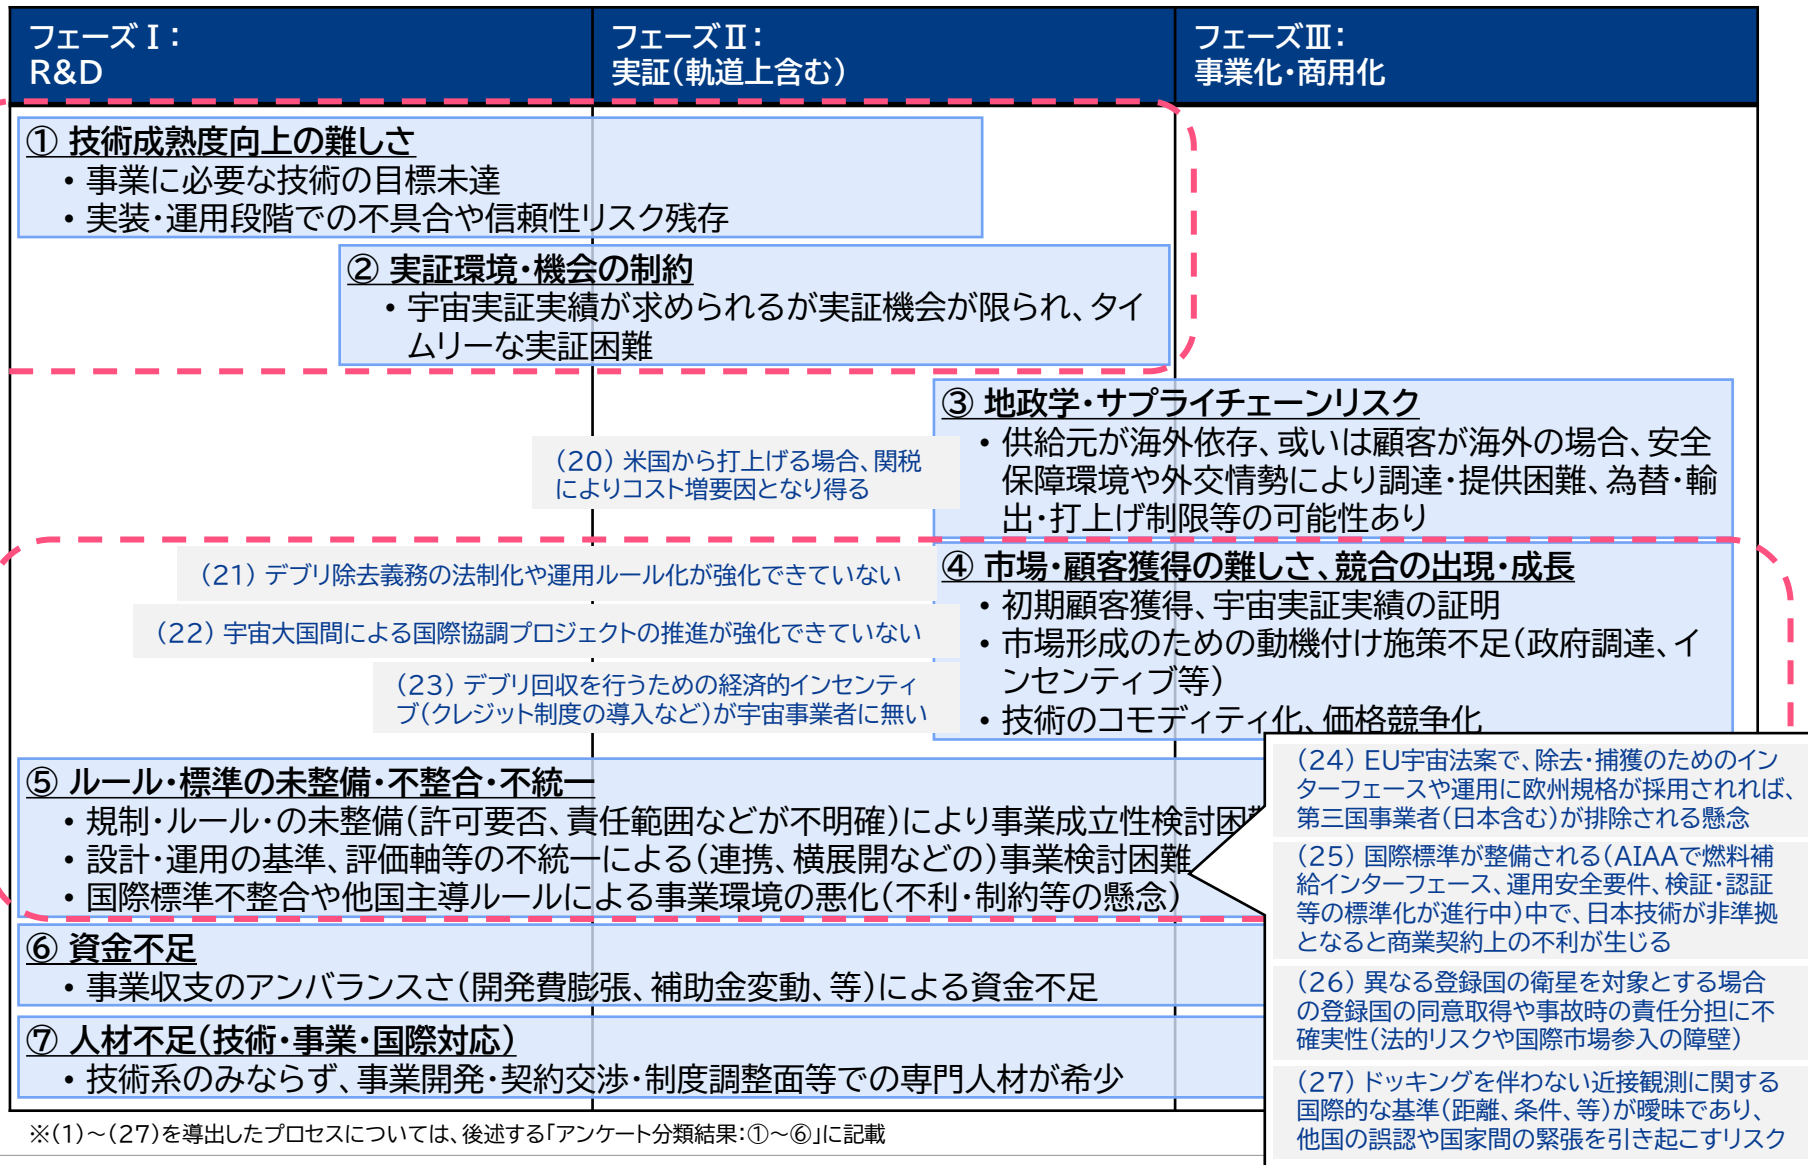 フェーズⅠ：
R&D
フェーズⅡ：
実証（軌道上含む）
フェーズⅢ：
事業化・商用化
① 技術成熟度向上の難しさ
• 事業に必要な技術の目標未達
• 実装・運用段階での不具合や信頼性リスク残存
② 実証環境・機会の制約
• 宇宙実証実績が求められるが実証機会が限られ、タイ
ムリーな実証困難
③ 地政学・サプライチェーンリスク
• 供給元が海外依存、或いは顧客が海外の場合、安全
保障環境や外交情勢により調達・提供困難、為替・輸
出・打上げ制限等の可能性あり
（20）米国から打上げる場合、関税
によりコスト増要因となり得る
④ 市場・顧客獲得の難しさ、競合の出現・成長
• 初期顧客獲得、宇宙実証実績の証明
• 市場形成のための動機付け施策不足（政府調達、イ
ンセンティブ等）
• 技術のコモディティ化、価格競争化
（21）デブリ除去義務の法制化や運用ルール化が強化できていない
（22）宇宙大国間による国際協調プロジェクトの推進が強化できていない
（23）デブリ回収を行うための経済的インセンティ
ブ（クレジット制度の導入など）が宇宙事業者に無い
⑤ ルール・標準の未整備・不整合・不統一
• 規制・ルール・の未整備（許可要否、責任範囲などが不明確）により事業成立性検討困
• 設計・運用の基準、評価軸等の不統一による（連携、横展開などの）事業検討困難
• 国際標準不整合や他国主導ルールによる事業環境の悪化（不利・制約等の懸念）
（24）EU宇宙法案で、除去・捕獲のためのイン
ターフェースや運用に欧州規格が採用されれば、
第三国事業者（日本含む）が排除される懸念
（25）国際標準が整備される（AIAAで燃料補
給インターフェース、運用安全要件、検証・認証
等の標準化が進行中）中で、日本技術が非準拠
となると商業契約上の不利が生じる
（26）異なる登録国の衛星を対象とする場合
の登録国の同意取得や事故時の責任分担に不
確実性（法的リスクや国際市場参入の障壁）
（27）ドッキングを伴わない近接観測に関する
国際的な基準（距離、条件、等）が曖昧であり、
他国の誤認や国家間の緊張を引き起こすリスク
⑥ 資金不足
• 事業収支のアンバランスさ（開発費膨張、補助金変動、等）による資金不足
⑦ 人材不足（技術・事業・国際対応）
• 技術系のみならず、事業開発・契約交渉・制度調整面等での専門人材が希少
※（1）～（27）を導出したプロセスについては、後述する「アンケート分類結果：①～⑥」に記載